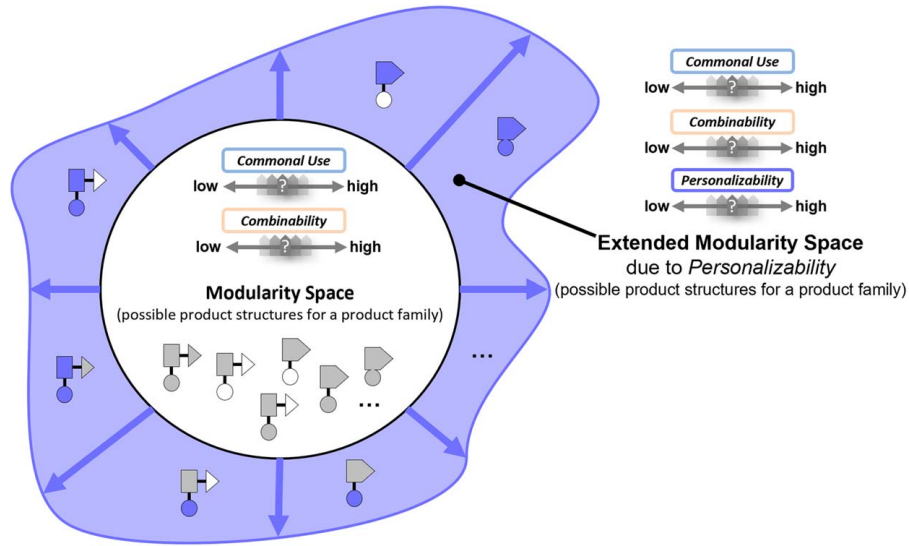 Commonal Use
low ? high
Combinability
low ? high
Modularity Space
(possible product structures for a product family)
...
...
Commonal Use
low ? high
Combinability
low ? high
Personalizability
low ? high
Extended Modularity Space
due to Personalizability
(possible product structures for a product family)